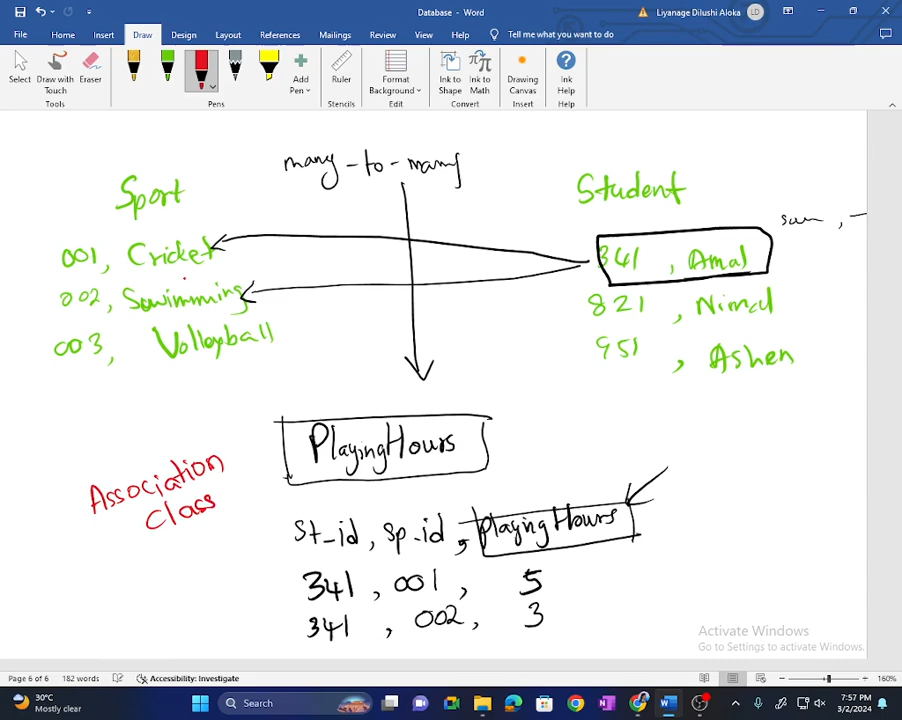 Database - Word
Liyanage Dilushi Aloka
LD
File Home Insert Draw Design Layout References Mailings Review View Help Tell me what you want to do
Select Draw with Touch Eraser Add Pen Ruler Format Background Ink to Shape Ink to Math Drawing Canvas Ink Help
Tools Pens Stencils Edit Convert Insert Help
many-to-many
Sport Student
001, Cricket 341, Amal
002, Sawimming 821, Nimal
003, Volleyball 951, Ashen
PlayingHours
Association
class
St_id, Sp_id, playingHours
341, 001, 5
341, 002, 3
Activate Windows
Go to Settings to activate Windows.
Page 6 of 6 182 words Accessibility: Investigate 160%
30°C
Mostly clear
Search
7:57 PM
3/2/2024